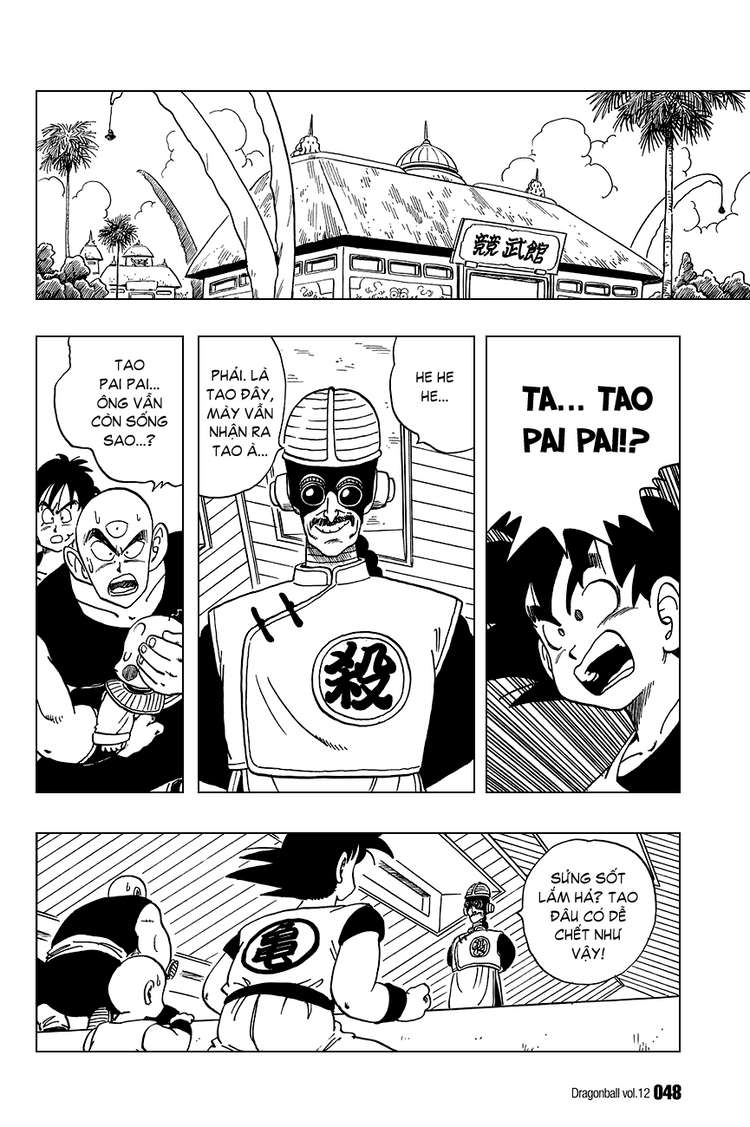 競武館
TA... TAO
PAI PAI!?
HE HE
HE...
PHẢI. LÀ
TAO ĐÂY,
MÀY VẪN
NHẬN RA
TAO À...
殺
TAO
PAI PAI...
ÔNG VẪN
CÒN SỐNG
SAO...?
SỬNG SỐT
LẮM HẢ? TAO
ĐÂU CÓ DỄ
CHẾT NHƯ
VẬY!
殺
亀
Dragonball vol.12 048